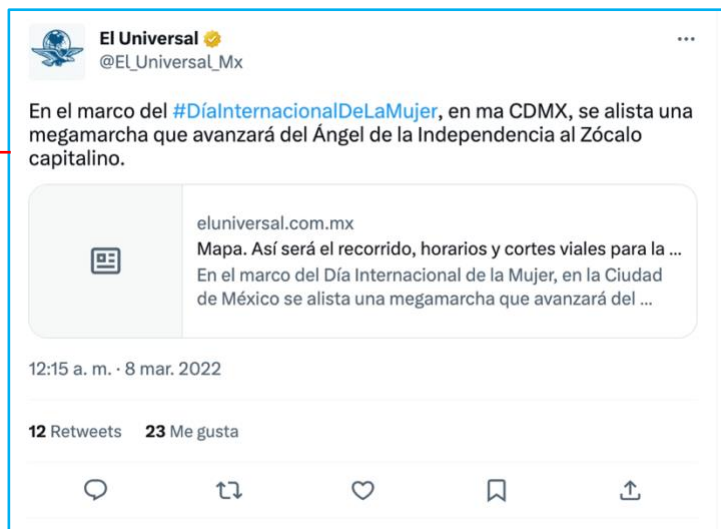 El Universal
@El_Universal_Mx
En el marco del #DíaInternacionalDeLaMujer, en ma CDMX, se alista una
megamarcha que avanzará del Ángel de la Independencia al Zócalo
capitalino.
eluniversal.com.mx
Mapa. Así será el recorrido, horarios y cortes viales para la ...
En el marco del Día Internacional de la Mujer, en la Ciudad
de México se alista una megamarcha que avanzará del ...
12:15 a. m. · 8 mar. 2022
12 Retweets 23 Me gusta